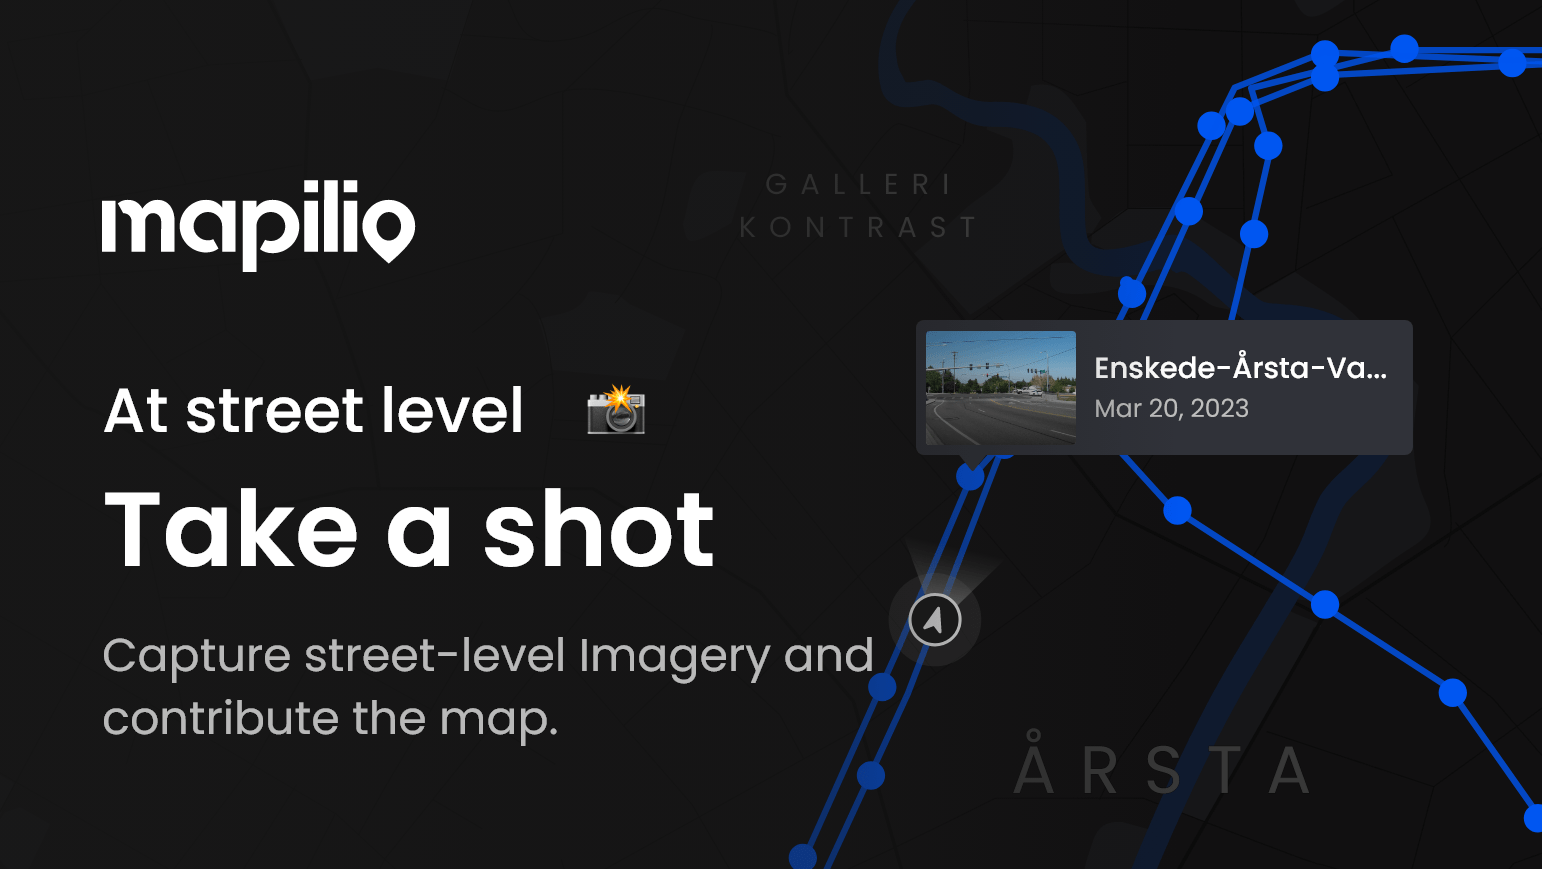 mapilio
At street level 📸
Take a shot
Capture street-level Imagery and
contribute the map.
GALLERI
KONTRAST
Enskede-Årsta-Va...
Mar 20, 2023
ÅRSTA